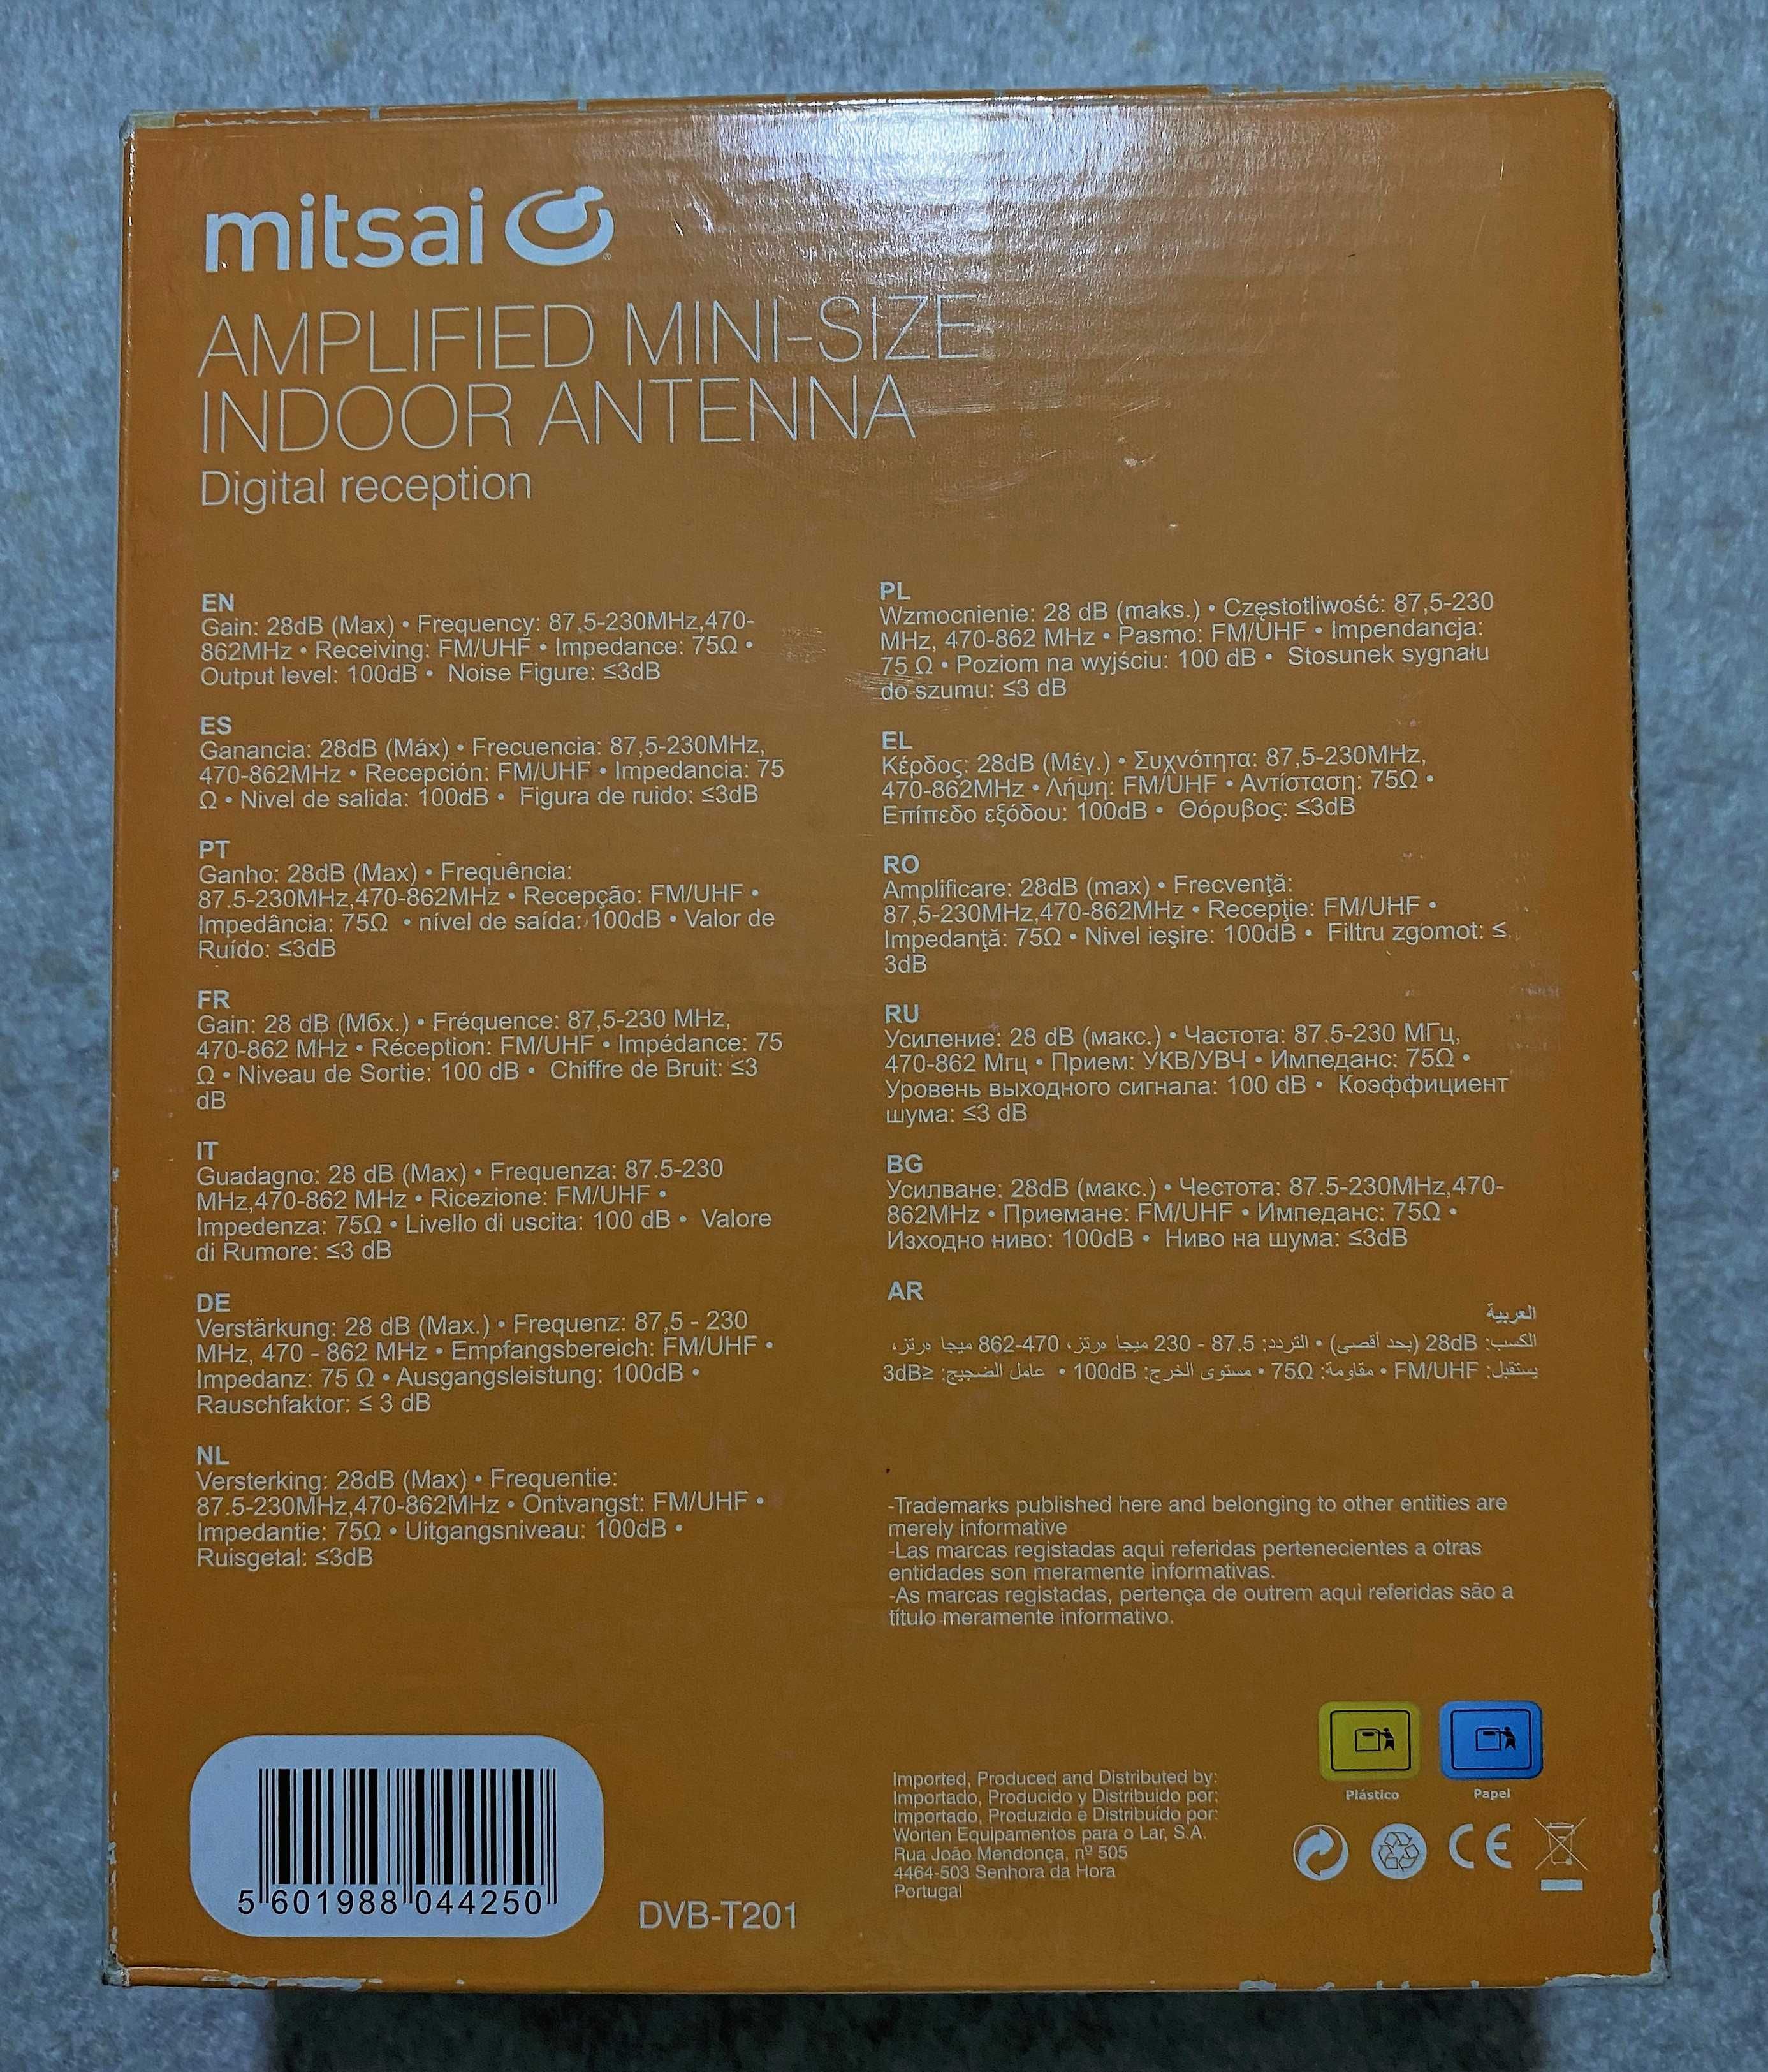 mitsai
AMPLIFIED MINI-SIZE
INDOOR ANTENNA
Digital reception
EN
Gain: 28dB (Max) • Frequency: 87.5-230MHz,470-
862MHz • Receiving: FM/UHF • Impedance: 75Ω •
Output level: 100dB • Noise Figure: ≤3dB
ES
Ganancia: 28dB (Máx) • Frecuencia: 87,5-230MHz,
470-862MHz • Recepción: FM/UHF • Impedancia: 75
Ω • Nivel de salida: 100dB • Figura de ruido: ≤3dB
PT
Ganho: 28dB (Max) • Frequência:
87.5-230MHz,470-862MHz • Recepção: FM/UHF •
Impedância: 75Ω • nível de saída: 100dB • Valor de
Ruído: ≤3dB
FR
Gain: 28 dB (Мбх.) • Fréquence: 87,5-230 MHz,
470-862 MHz • Réception: FM/UHF • Impédance: 75
Ω • Niveau de Sortie: 100 dB • Chiffre de Bruit: ≤3
dB
IT
Guadagno: 28 dB (Max) • Frequenza: 87.5-230
MHz,470-862 MHz • Ricezione: FM/UHF •
Impedenza: 75Ω • Livello di uscita: 100 dB • Valore
di Rumore: ≤3 dB
DE
Verstärkung: 28 dB (Max.) • Frequenz: 87,5 - 230
MHz, 470 - 862 MHz • Empfangsbereich: FM/UHF •
Impedanz: 75 Ω • Ausgangsleistung: 100dB •
Rauschfaktor: ≤ 3 dB
NL
Versterking: 28dB (Max) • Frequentie:
87.5-230MHz,470-862MHz • Ontvangst: FM/UHF •
Impedantie: 75Ω • Uitgangsniveau: 100dB •
Ruisgetal: ≤3dB
PL
Wzmocnienie: 28 dB (maks.) • Częstotliwość: 87,5-230
MHz, 470-862 MHz • Pasmo: FM/UHF • Impendancja:
75 Ω • Poziom na wyjściu: 100 dB • Stosunek sygnału
do szumu: ≤3 dB
EL
Κέρδος: 28dB (Μέγ.) • Συχνότητα: 87,5-230MHz,
470-862MHz • Λήψη: FM/UHF • Αντίσταση: 75Ω •
Επίπεδο εξόδου: 100dB • Θόρυβος: ≤3dB
RO
Amplificare: 28dB (max) • Frecvenţă:
87,5-230MHz,470-862MHz • Recepţie: FM/UHF •
Impedanţă: 75Ω • Nivel ieşire: 100dB • Filtru zgomot: ≤
3dB
RU
Усиление: 28 dB (макс.) • Частота: 87.5-230 МГц,
470-862 Мгц • Прием: УКВ/УВЧ • Импеданс: 75Ω •
Уровень выходного сигнала: 100 dB • Коэффициент
шума: ≤3 dB
BG
Усилване: 28dB (макс.) • Честота: 87.5-230MHz,470-
862MHz • Приемане: FM/UHF • Импеданс: 75Ω •
Изходно ниво: 100dB • Ниво на шума: ≤3dB
AR
العربية
الكسب: 28dB (بحد أقصى) • التردد: 87.5 - 230 ميجا هرتز، 470-862 ميجا هرتز،
يستقبل: FM/UHF • مقاومة: 75Ω • مستوى الخرج: 100dB • عامل الضجيج: ≥3dB
-Trademarks published here and belonging to other entities are
merely informative
-Las marcas registadas aqui referidas pertenecientes a otras
entidades son meramente informativas.
-As marcas registadas, pertença de outrem aqui referidas são a
título meramente informativo.
Plástico
Papel
Imported, Produced and Distributed by:
Importado, Producido y Distribuido por:
Importado, Produzido e Distribuído por:
Worten Equipamentos para o Lar, S.A.
Rua João Mendonça, nº 505
4464-503 Senhora da Hora
Portugal
CE
5 601988 044250
DVB-T201